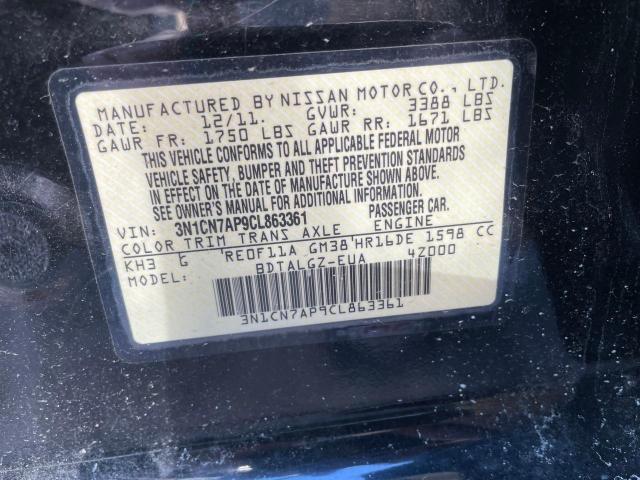 MANUFACTURED BY NISSAN MOTOR CO., LTD.
DATE: 12/11. GVWR: 3388 LBS
GAWR FR: 1750 LBS GAWR RR: 1671 LBS
THIS VEHICLE CONFORMS TO ALL APPLICABLE FEDERAL MOTOR
VEHICLE SAFETY, BUMPER AND THEFT PREVENTION STANDARDS
IN EFFECT ON THE DATE OF MANUFACTURE SHOWN ABOVE.
SEE OWNER'S MANUAL FOR ADDITIONAL INFORMATION.
VIN: 3N1CN7AP9CL863361 PASSENGER CAR.
COLOR TRIM TRANS AXLE ENGINE
KH3 G 'REOF11A GM38'HR16DE 1598 CC
MODEL: BDTALGZ-EUA 4Z000
3N1CN7AP9CL863361